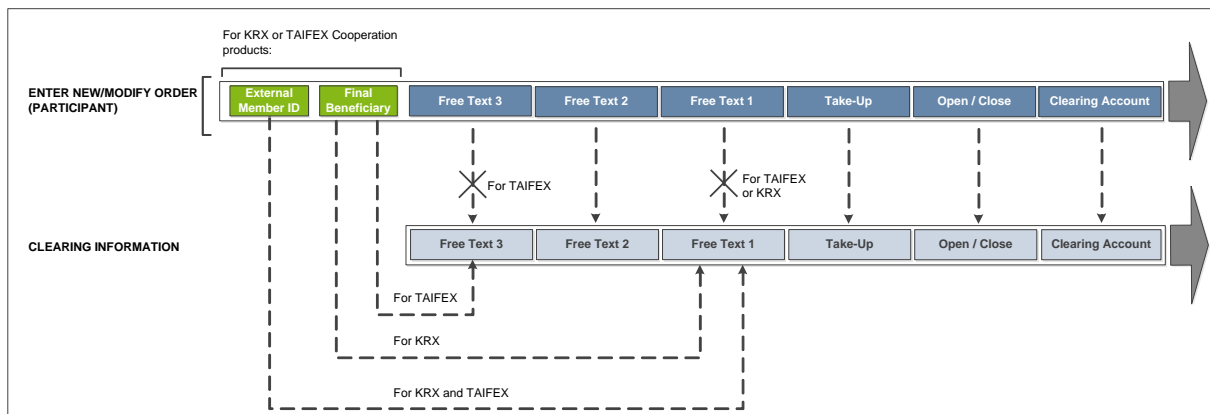 For KRX or TAIFEX Cooperation
products:
ENTER NEW/MODIFY ORDER
(PARTICIPANT)
External
Member ID
Final
Beneficiary
Free Text 3
Free Text 2
Free Text 1
Take-Up
Open / Close
Clearing Account
For TAIFEX
For TAIFEX
or KRX
CLEARING INFORMATION
Free Text 3
Free Text 2
Free Text 1
Take-Up
Open / Close
Clearing Account
For TAIFEX
For KRX
For KRX and TAIFEX